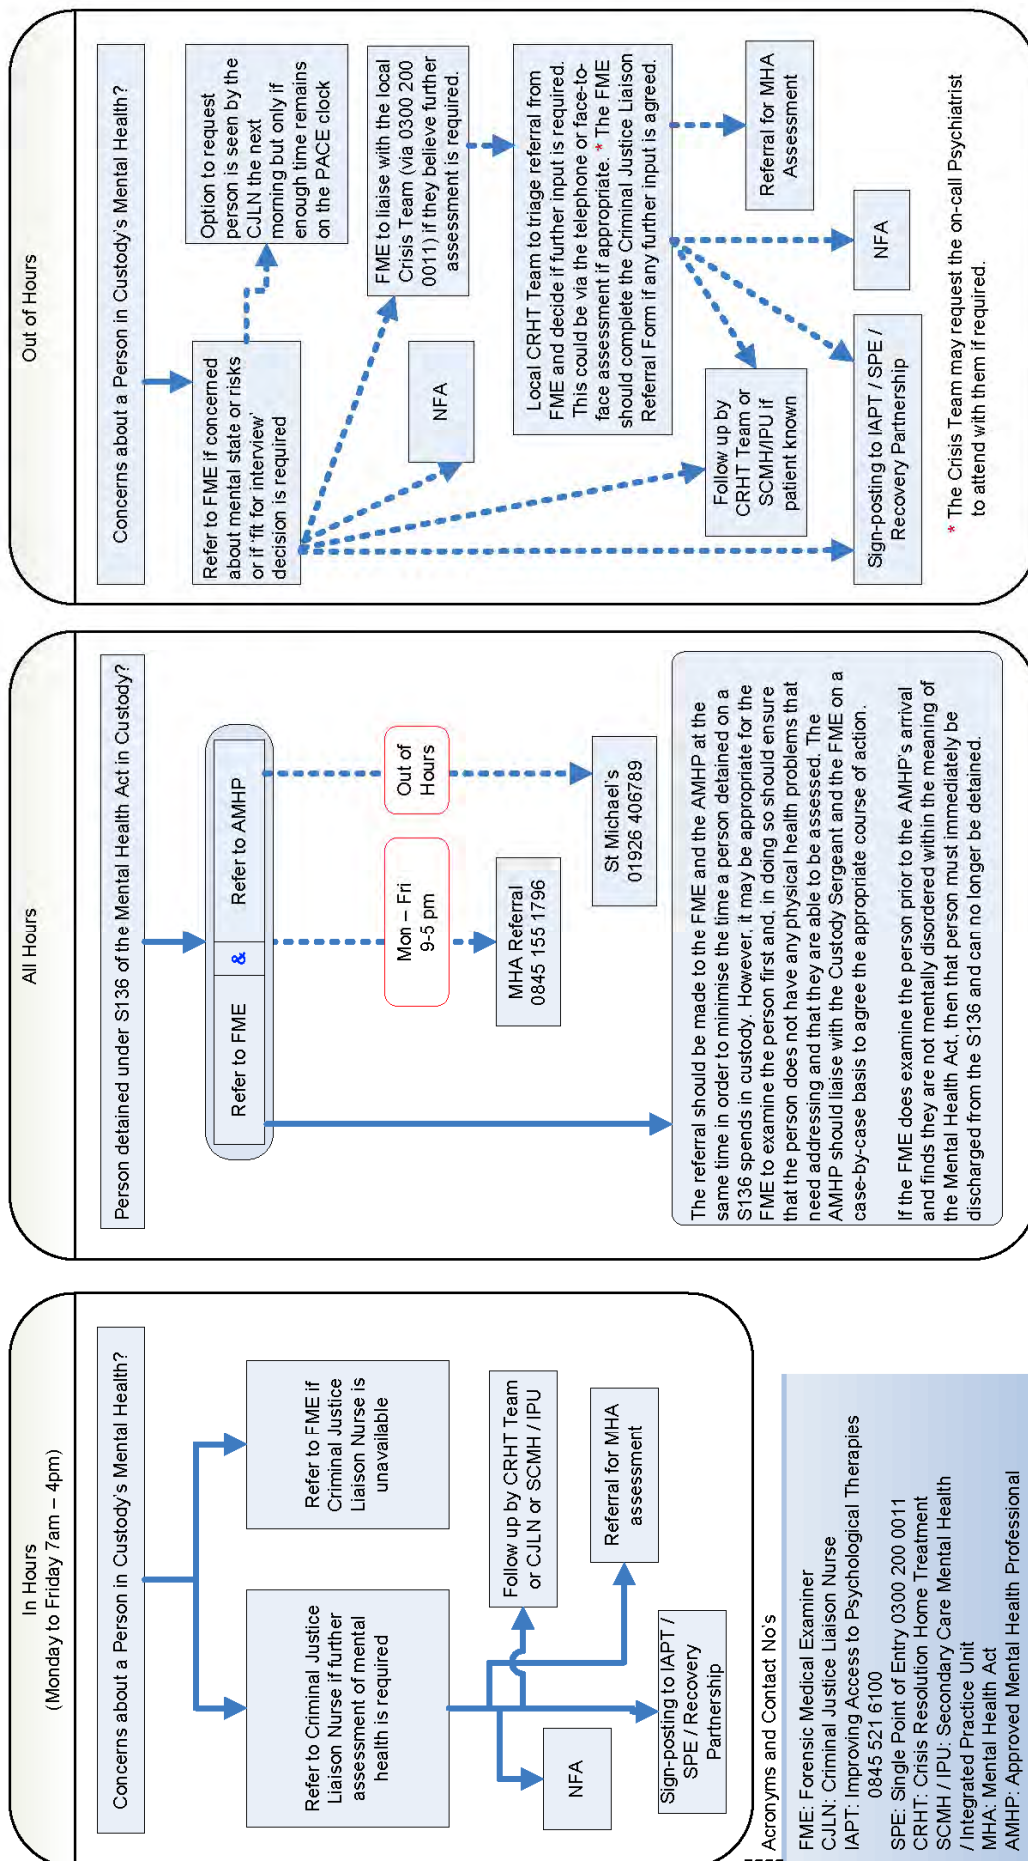 In Hours
(Monday to Friday 7am – 4pm)
Concerns about a Person in Custody's Mental Health?
Refer to Criminal Justice
Liaison Nurse if further
assessment of mental
health is required
Refer to FME if
Criminal Justice
Liaison Nurse is
unavailable
NFA
Follow up by CRHT Team
or CJLN or SCMH / IPU
Sign-posting to IAPT /
SPE / Recovery
Partnership
Referral for MHA
assessment
Acronyms and Contact No's
FME: Forensic Medical Examiner
CJLN: Criminal Justice Liaison Nurse
IAPT: Improving Access to Psychological Therapies
0845 521 6100
SPE: Single Point of Entry 0300 200 0011
CRHT: Crisis Resolution Home Treatment
SCMH / IPU: Secondary Care Mental Health
/ Integrated Practice Unit
MHA: Mental Health Act
AMHP: Approved Mental Health Professional
All Hours
Person detained under S136 of the Mental Health Act in Custody?
Refer to FME
&
Refer to AMHP
Mon – Fri
9-5 pm
Out of
Hours
MHA Referral
0845 155 1796
St Michael's
01926 406789
The referral should be made to the FME and the AMHP at the
same time in order to minimise the time a person detained on a
S136 spends in custody. However, it may be appropriate for the
FME to examine the person first and, in doing so should ensure
that the person does not have any physical health problems that
need addressing and that they are able to be assessed. The
AMHP should liaise with the Custody Sergeant and the FME on a
case-by-case basis to agree the appropriate course of action.
If the FME does examine the person prior to the AMHP's arrival
and finds they are not mentally disordered within the meaning of
the Mental Health Act, then that person must immediately be
discharged from the S136 and can no longer be detained.
Out of Hours
Concerns about a Person in Custody's Mental Health?
Refer to FME if concerned
about mental state or risks
or if 'fit for interview'
decision is required
Option to request
person is seen by the
CJLN the next
morning but only if
enough time remains
on the PACE clock
FME to liaise with the local
Crisis Team (via 0300 200
0011) if they believe further
assessment is required.
NFA
Local CRHT Team to triage referral from
FME and decide if further input is required.
This could be via the telephone or face-to-
face assessment if appropriate. * The FME
should complete the Criminal Justice Liaison
Referral Form if any further input is agreed.
Follow up by
CRHT Team or
SCMH/IPU if
patient known
Referral for MHA
Assessment
Sign-posting to IAPT / SPE /
Recovery Partnership
NFA
* The Crisis Team may request the on-call Psychiatrist
to attend with them if required.